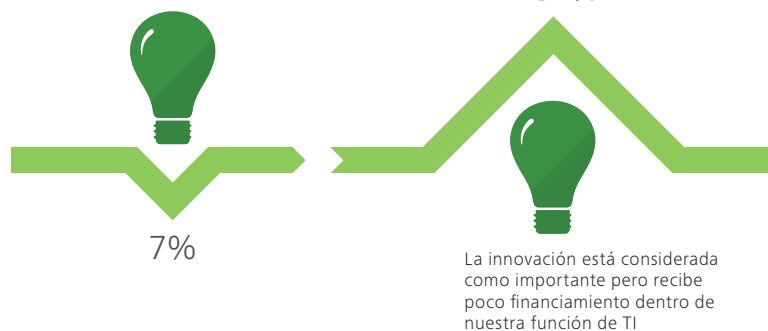 7%
La innovación está considerada
como importante pero recibe
poco financiamiento dentro de
nuestra función de TI